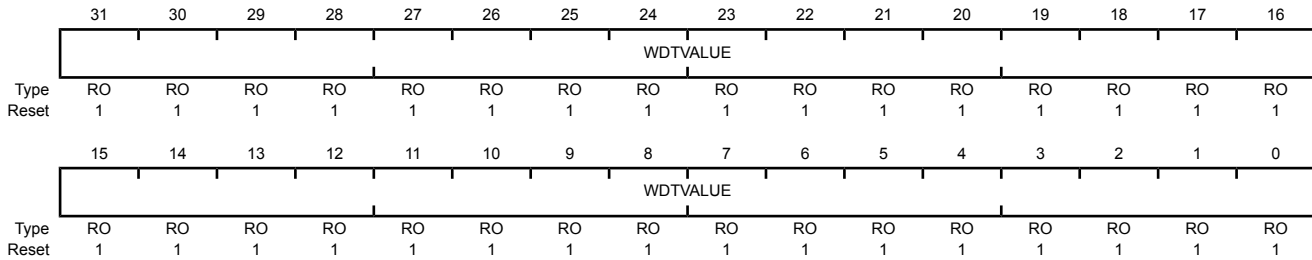 31 30 29 28 27 26 25 24 23 22 21 20 19 18 17 16
WDTVALUE
Type RO RO RO RO RO RO RO RO RO RO RO RO RO RO RO RO
Reset 1 1 1 1 1 1 1 1 1 1 1 1 1 1 1 1
15 14 13 12 11 10 9 8 7 6 5 4 3 2 1 0
WDTVALUE
Type RO RO RO RO RO RO RO RO RO RO RO RO RO RO RO RO
Reset 1 1 1 1 1 1 1 1 1 1 1 1 1 1 1 1